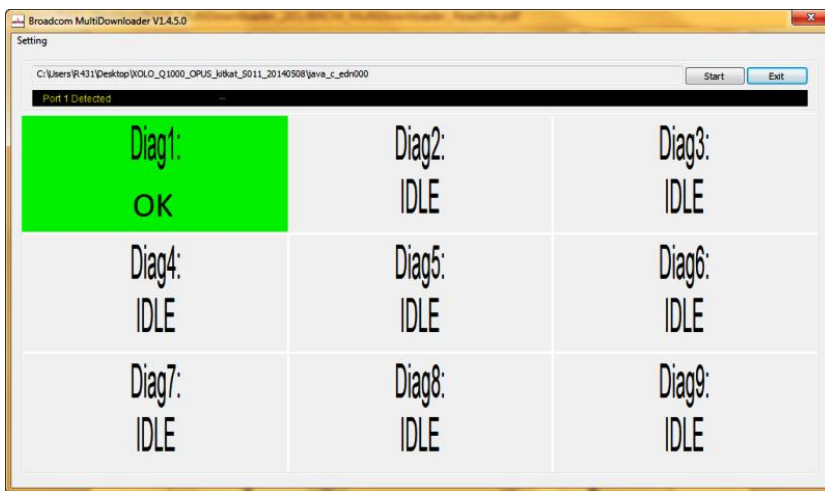 Broadcom MultiDownloader V1.4.5.0
Setting
C:\Users\R431\Desktop\XOLO_Q1000_OPUS_kitkat_S011_20140508\java_c_edn000
Start
Exit
Port 1 Detected
--
Diag1:
OK
Diag2:
IDLE
Diag3:
IDLE
Diag4:
IDLE
Diag5:
IDLE
Diag6:
IDLE
Diag7:
IDLE
Diag8:
IDLE
Diag9:
IDLE